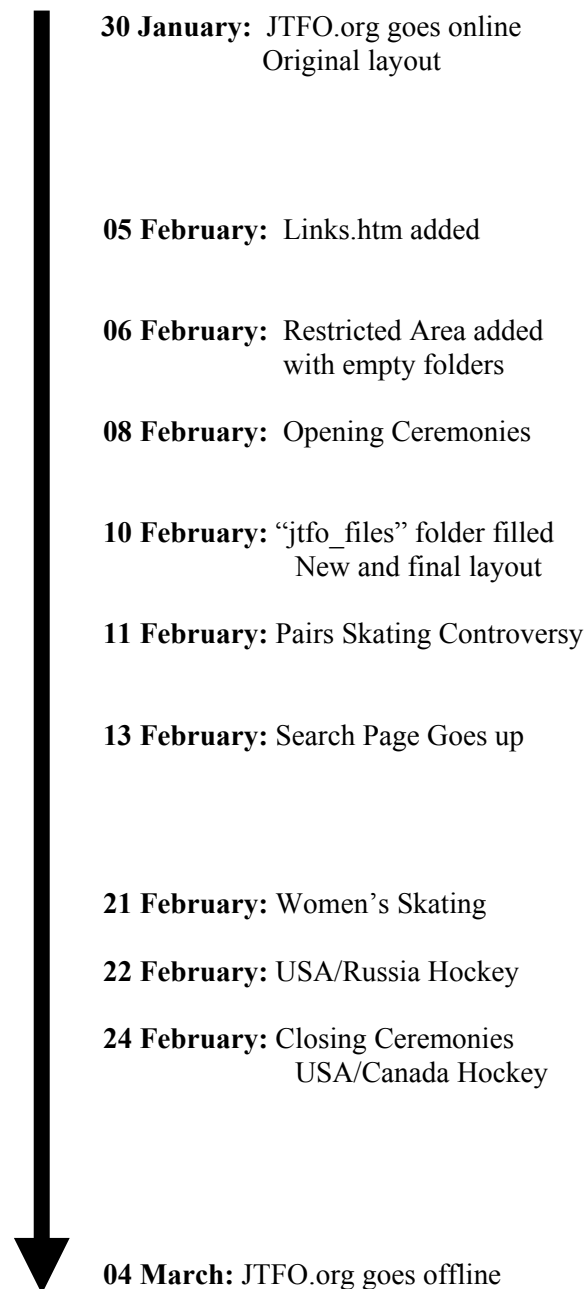 30 January: JTFO.org goes online
Original layout
05 February: Links.htm added
06 February: Restricted Area added
with empty folders
08 February: Opening Ceremonies
10 February: “jtfo_files” folder filled
New and final layout
11 February: Pairs Skating Controversy
13 February: Search Page Goes up
21 February: Women’s Skating
22 February: USA/Russia Hockey
24 February: Closing Ceremonies
USA/Canada Hockey
04 March: JTFO.org goes offline